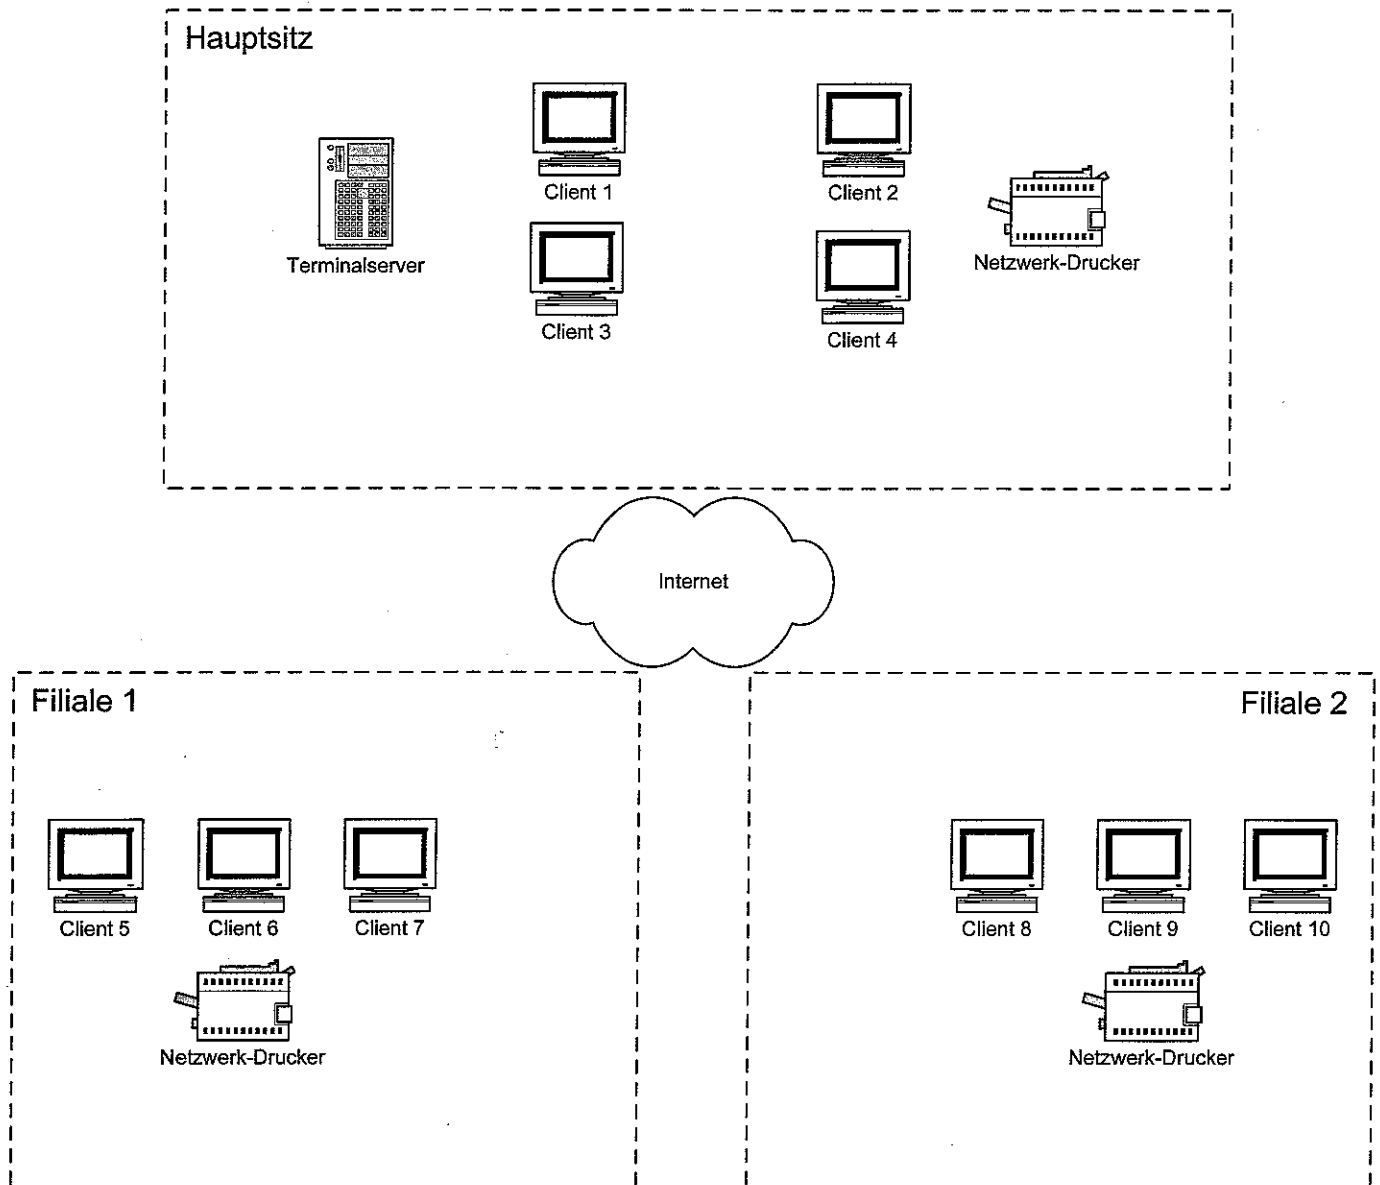 Hauptsitz
Client 1
Client 2
Terminalserver
Netzwerk-Drucker
Client 3
Client 4
Internet
Filiale 1
Filiale 2
Client 5
Client 6
Client 7
Client 8
Client 9
Client 10
Netzwerk-Drucker
Netzwerk-Drucker